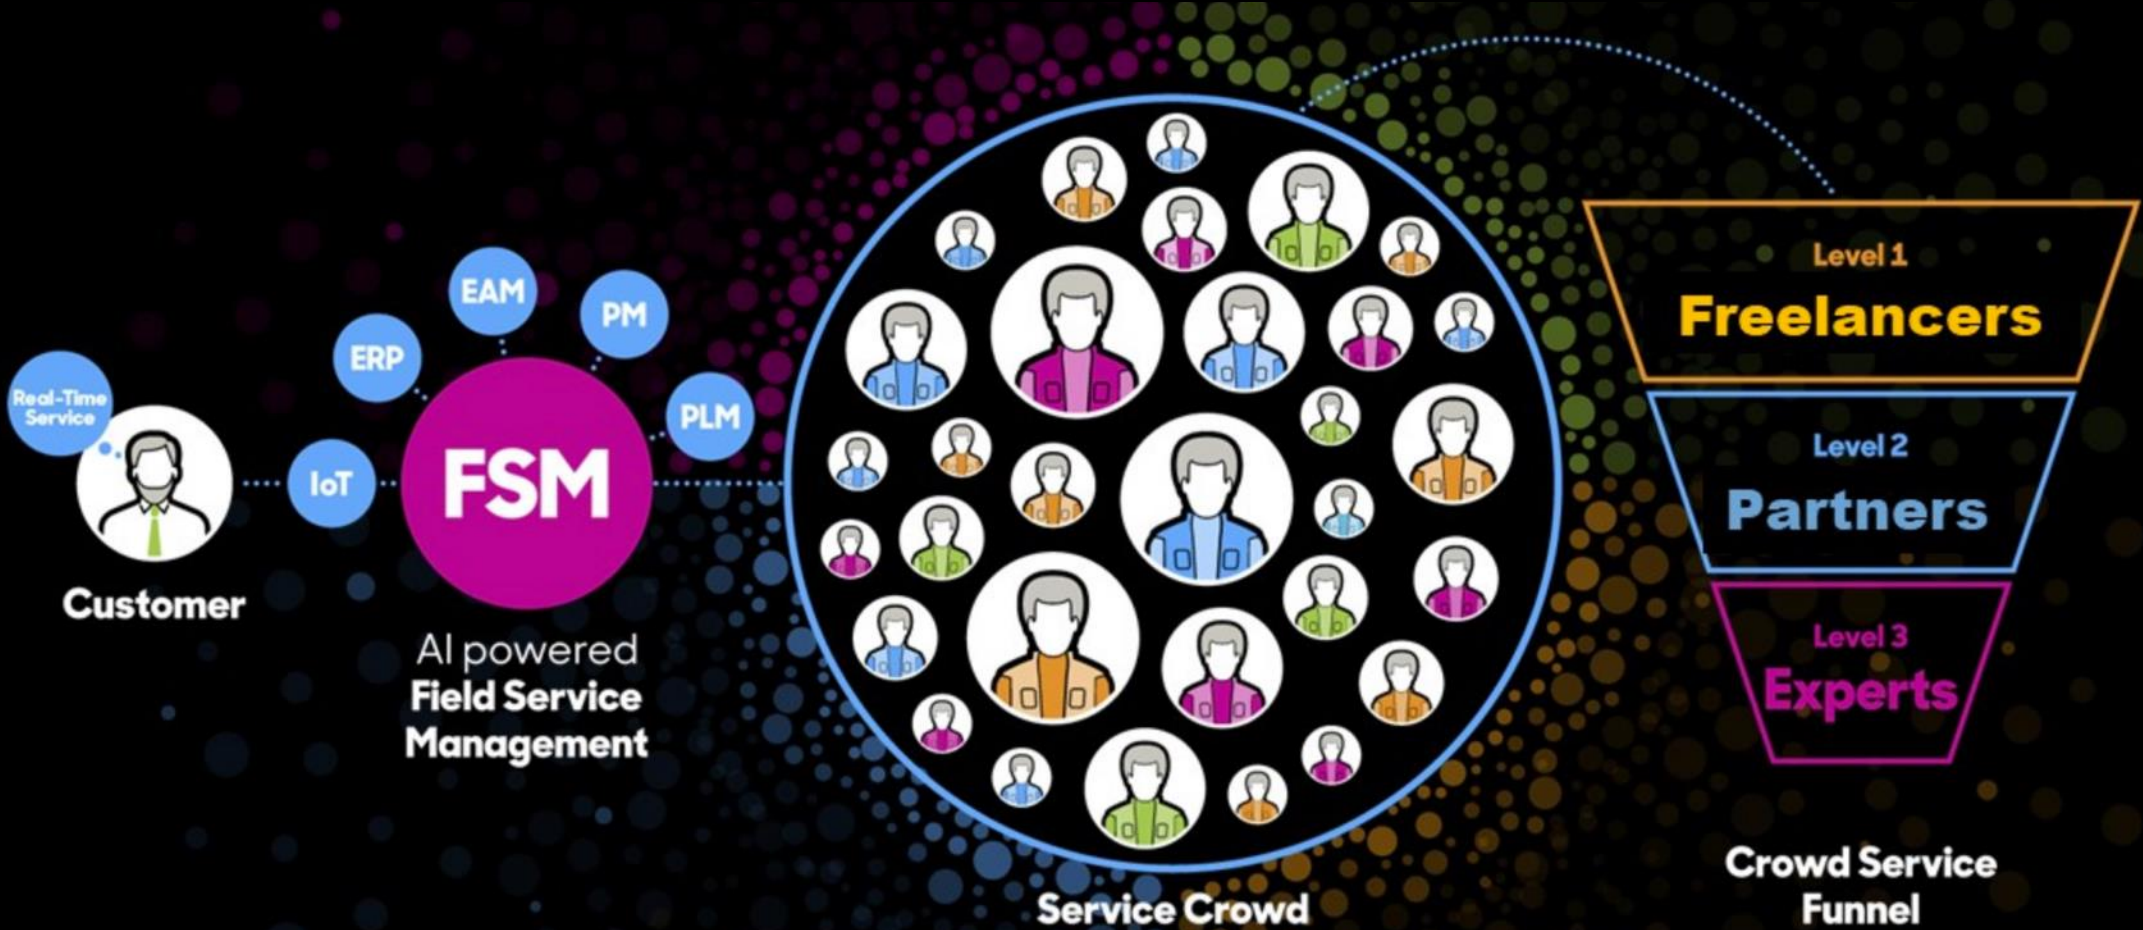 Real-Time
Service
Customer
IoT
ERP
EAM
PM
PLM
FSM
AI powered
Field Service
Management
Service Crowd
Level 1
Freelancers
Level 2
Partners
Level 3
Experts
Crowd Service
Funnel